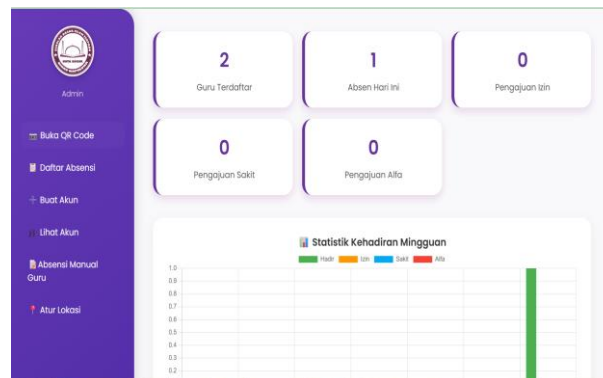 Admin
Buka QR Code
Daftar Absensi
Buat Akun
Lihat Akun
Absensi Manual
Guru
Atur Lokasi
2
Guru Terdaftar
1
Absen Hari Ini
0
Pengajuan Izin
0
Pengajuan Sakit
0
Pengajuan Alfa
Statistik Kehadiran Mingguan
Hadir Izin Sakit Alfa
1.0
0.9
0.8
0.7
0.6
0.5
0.4
0.3
0.2